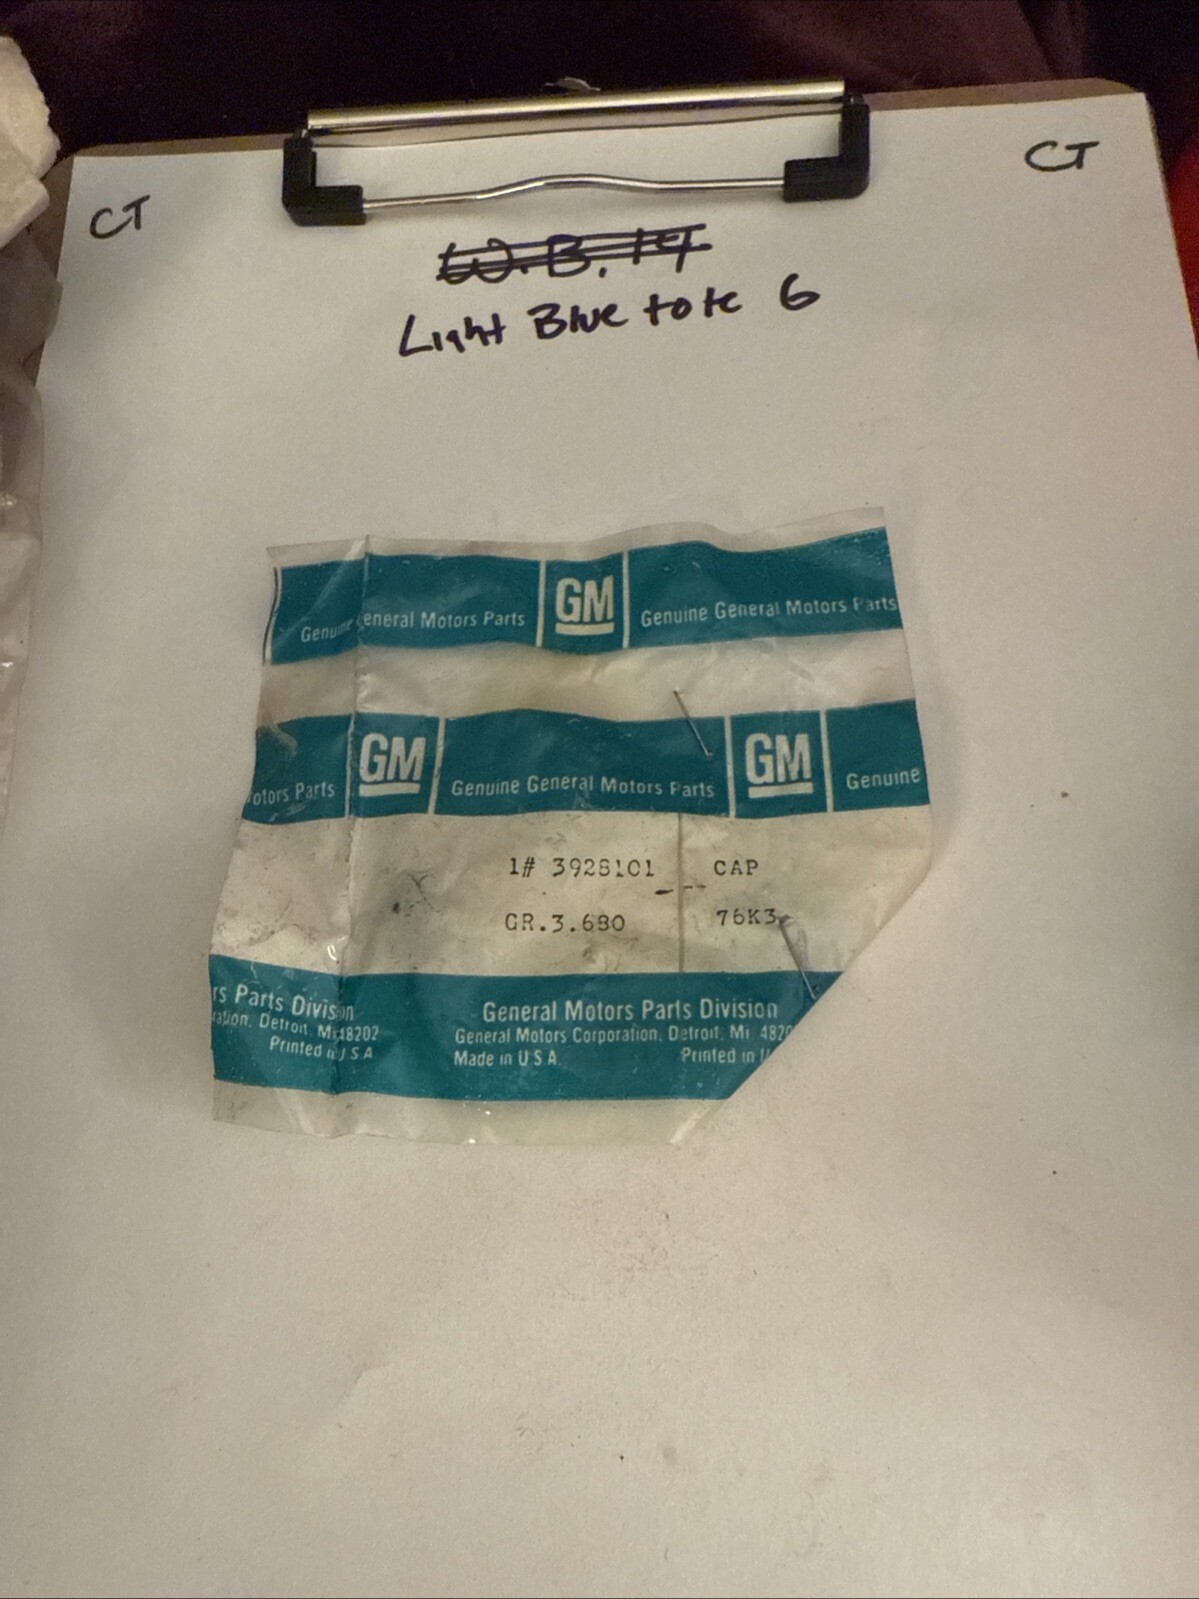 CT
CT
W.B. 19
Light Blue tote 6
Genuine General Motors Parts
GM
Genuine General Motors Parts
otors Parts
GM
Genuine General Motors Parts
GM
Genuine
1# 3928101 CAP
GR.3.680 76K3
rs Parts Division
ration, Detroit, Mi 48202
Printed in U.S.A.
General Motors Parts Division
General Motors Corporation, Detroit, Mi. 4820
Made in U.S.A. Printed in U